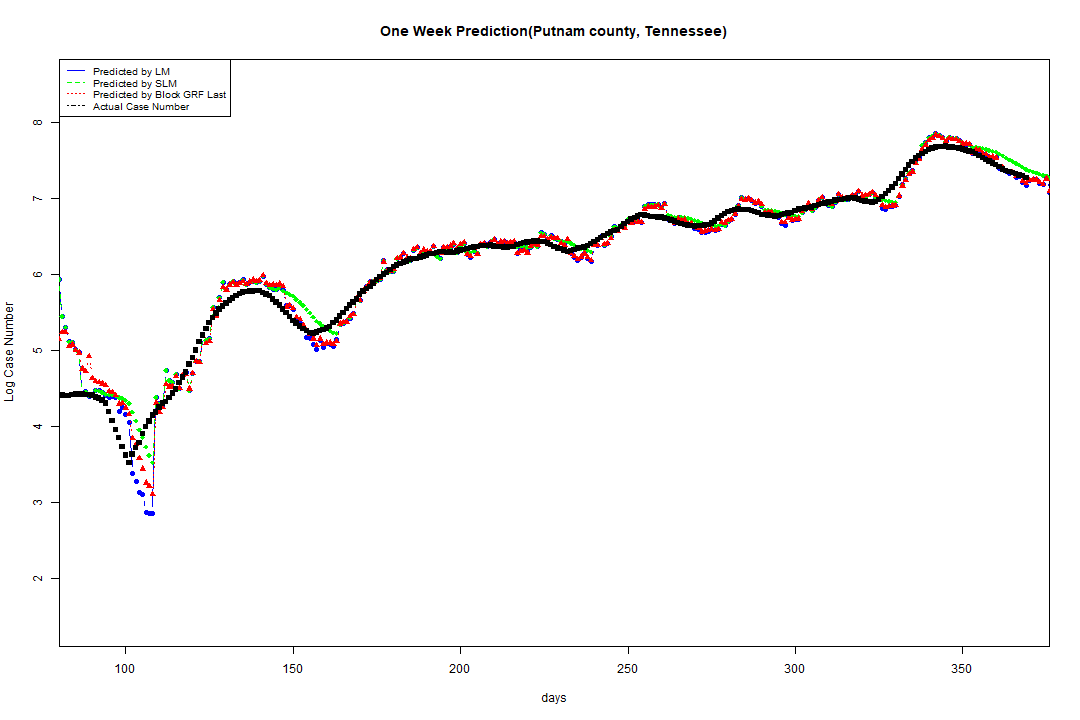 One Week Prediction(Putnam county, Tennessee)
Predicted by LM
Predicted by SLM
Predicted by Block GRF Last
Actual Case Number
Log Case Number
8
7
6
5
4
3
2
100 150 200 250 300 350
days